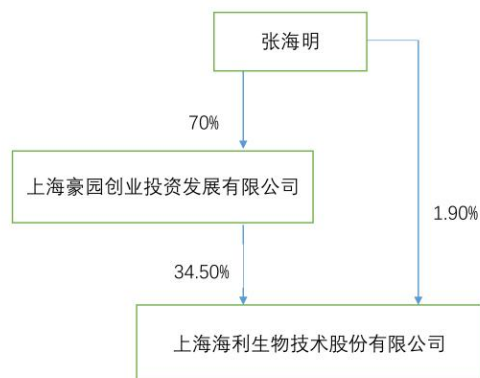 张海明
70%
上海豪园创业投资发展有限公司
1.90%
34.50%
上海海利生物技术股份有限公司